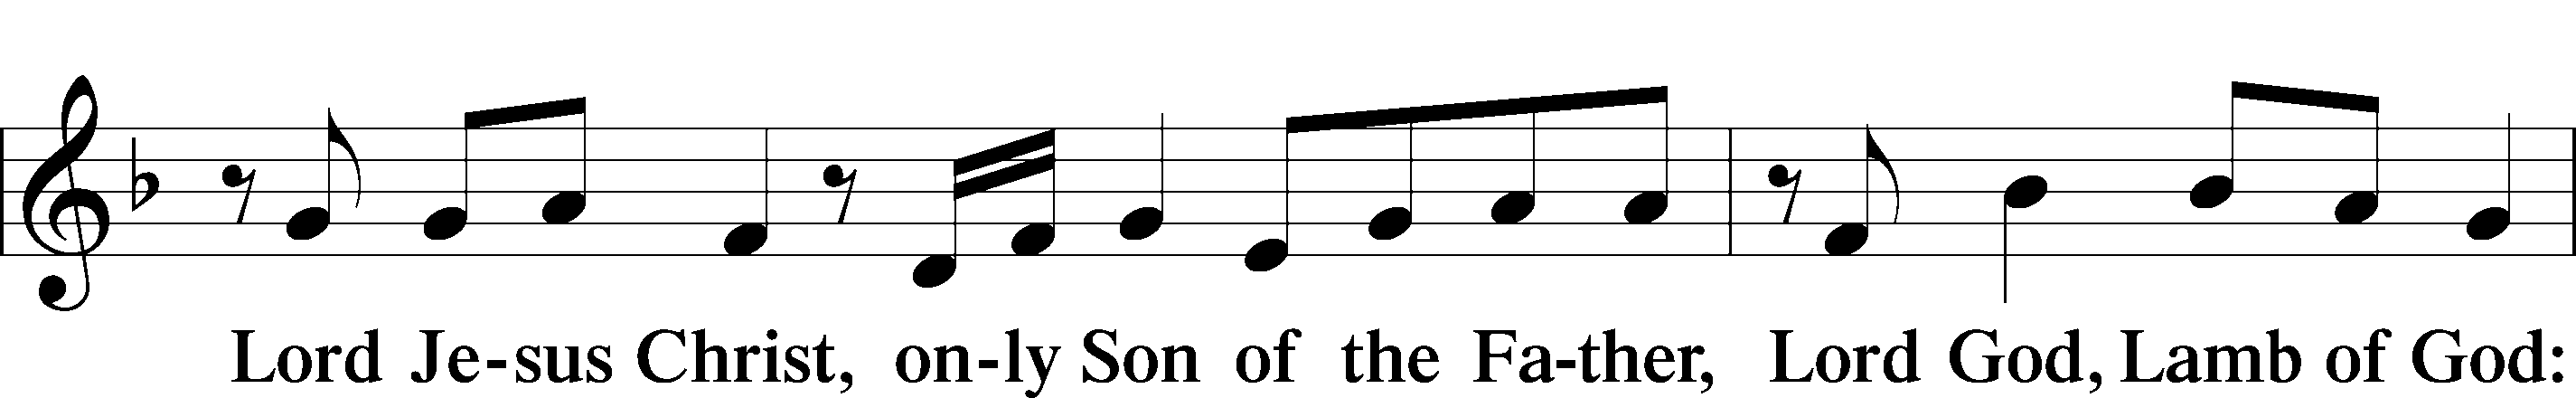 Lord Je-sus Christ, on-ly Son of the Fa-ther, Lord God, Lamb of God: